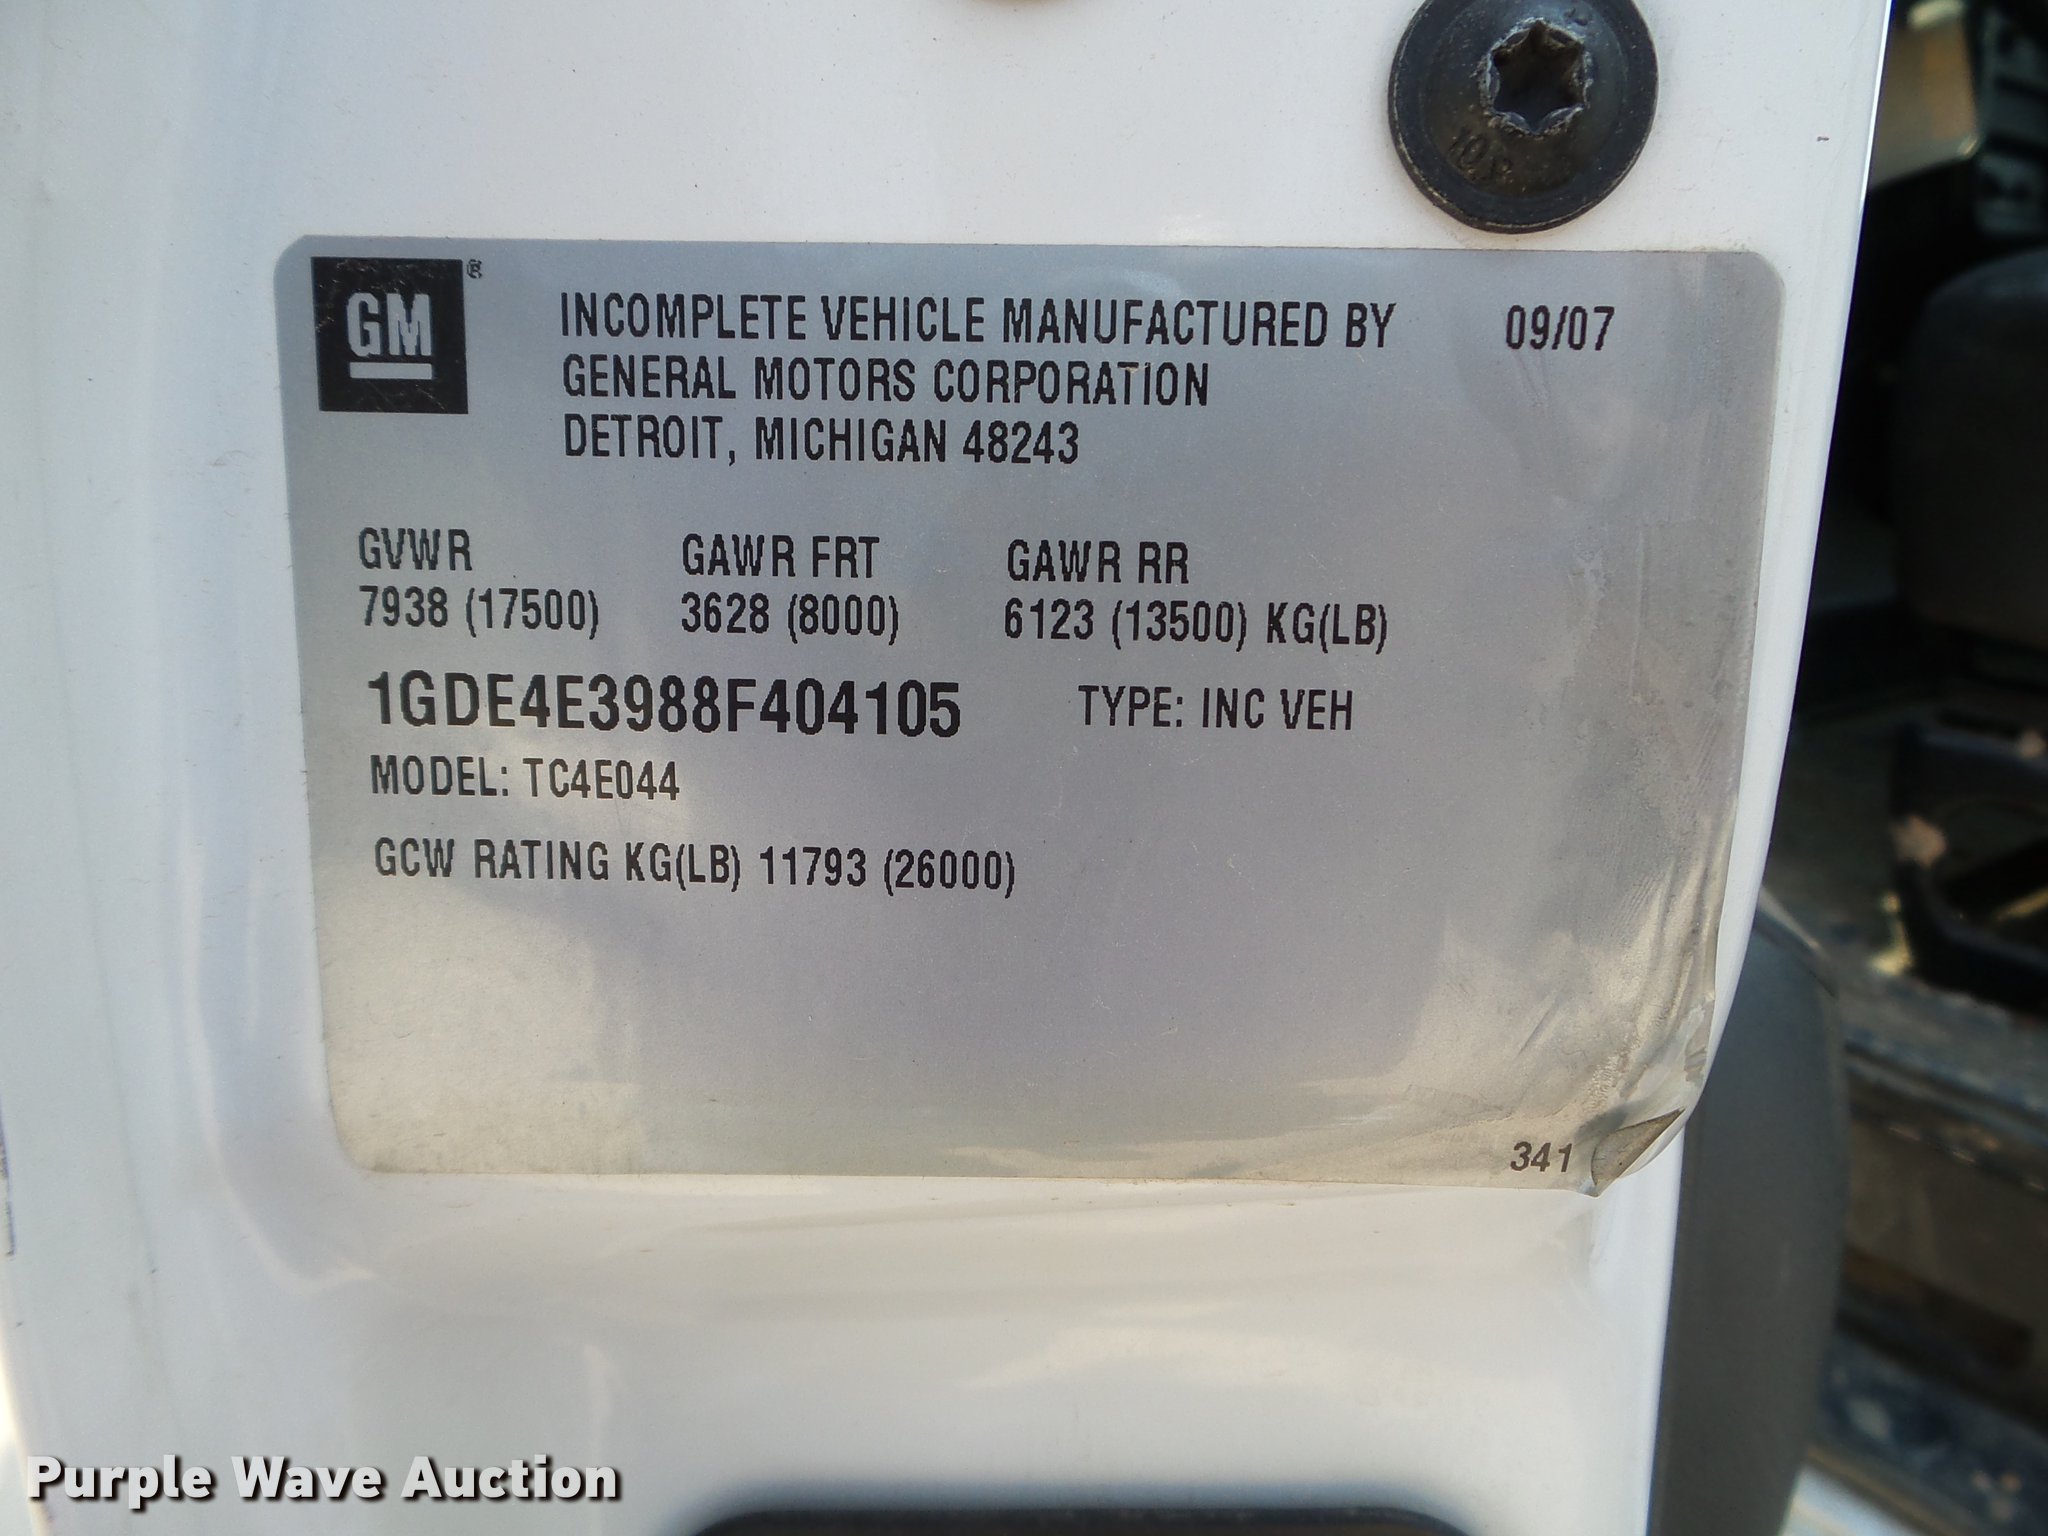 10.9
GM ®
INCOMPLETE VEHICLE MANUFACTURED BY 09/07
GENERAL MOTORS CORPORATION
DETROIT, MICHIGAN 48243
GVWR GAWR FRT GAWR RR
7938 (17500) 3628 (8000) 6123 (13500) KG(LB)
1GDE4E3988F404105 TYPE: INC VEH
MODEL: TC4E044
GCW RATING KG(LB) 11793 (26000)
341
Purple Wave Auction